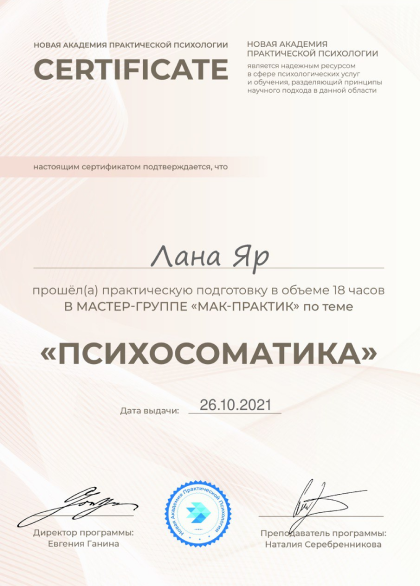 НОВАЯ АКАДЕМИЯ ПРАКТИЧЕСКОЙ ПСИХОЛОГИИ
CERTIFICATE
НОВАЯ АКАДЕМИЯ
ПРАКТИЧЕСКОЙ ПСИХОЛОГИИ
является надежным ресурсом
в сфере психологических услуг
и обучения, разделяющий принципы
научного подхода в данной области
настоящим сертификатом подтверждается, что
Лана Яр
прошёл(а) практическую подготовку в объеме 18 часов
В МАСТЕР-ГРУППЕ «МАК-ПРАКТИК» по теме
«ПСИХОСОМАТИКА»
Дата выдачи: 26.10.2021
Директор программы:
Евгения Ганина
Новая Академия Практической Психологии
Преподаватель программы:
Наталия Серебренникова